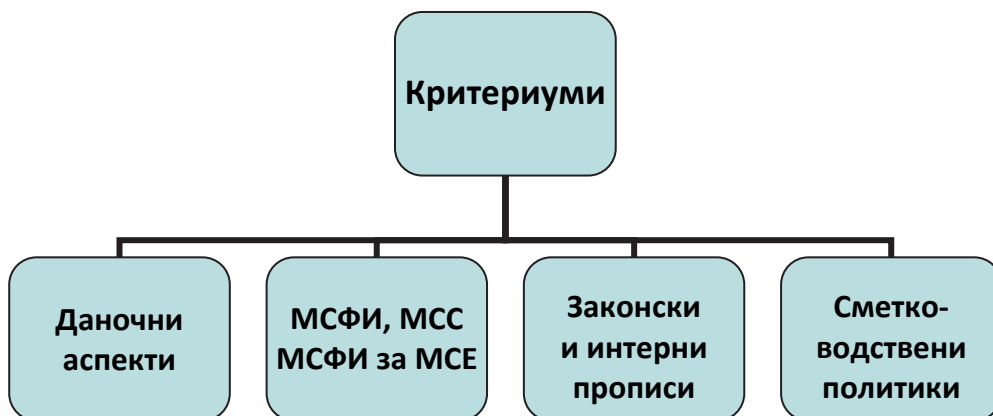 Критериуми
Даночни
аспекти
МСФИ, МСС
МСФИ за МСЕ
Законски
и интерни
прописи
Сметко-
водствени
политики